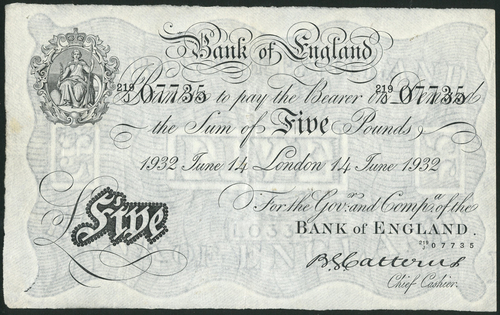 Bank of England
219/J 07735 to pay the Bearer on 219/J 07735
the Sum of Five Pounds
1932 June 14 London 14 June 1932
For the Govr. and Compa. of the
£Five
BANK OF ENGLAND.
219/J 07735
B G Catterns
Chief Cashier.